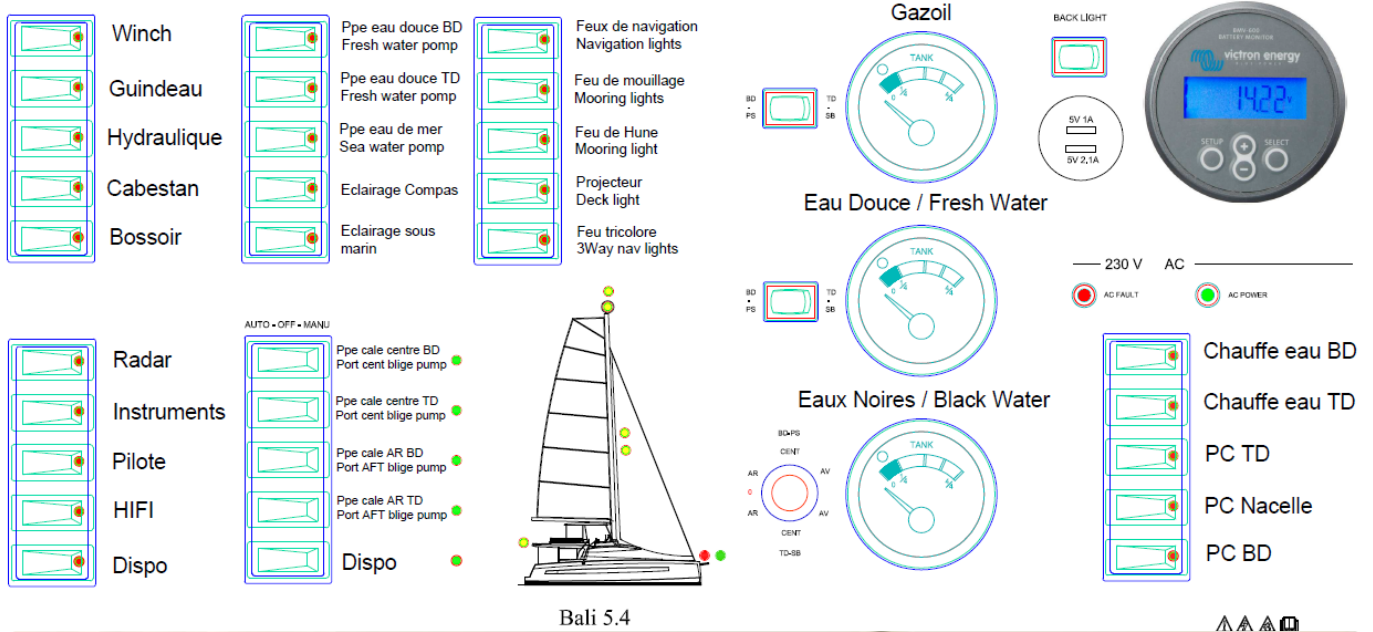 Winch
Guindeau
Hydraulique
Cabestan
Bossoir
Ppe eau douce BD
Fresh water pomp
Ppe eau douce TD
Fresh water pomp
Ppe eau de mer
Sea water pomp
Eclairage Compas
Eclairage sous
marin
Feux de navigation
Navigation lights
Feu de mouillage
Mooring lights
Feu de Hune
Mooring light
Projecteur
Deck light
Feu tricolore
3Way nav lights
Gazoil
BD
PS
TD
SB
TANK
0
BACK LIGHT
5V 1A
5V 2,1A
BATTERY MONITOR
victron energy
14.22v
SETUP
SELECT
+
-
Eau Douce / Fresh Water
BD
PS
TD
SB
TANK
0
230 V AC
AC FAULT
AC POWER
Radar
Instruments
Pilote
HIFI
Dispo
AUTO - OFF - MANU
Ppe cale centre BD
Port cent blige pump
Ppe cale centre TD
Port cent blige pump
Ppe cale AR BD
Port AFT blige pump
Ppe cale AR TD
Port AFT blige pump
Dispo
Bali 5.4
Eaux Noires / Black Water
BD-PS
CENT
AR
AV
0
AR
AV
CENT
TD-SB
TANK
0
Chauffe eau BD
Chauffe eau TD
PC TD
PC Nacelle
PC BD